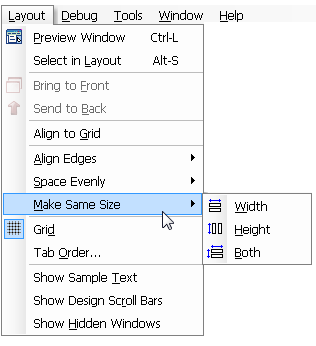 Layout Debug Tools Window Help
Preview Window Ctrl-L
Select in Layout Alt-S
Bring to Front
Send to Back
Align to Grid
Align Edges
Space Evenly
Make Same Size
Width
Height
Both
Grid
Tab Order...
Show Sample Text
Show Design Scroll Bars
Show Hidden Windows